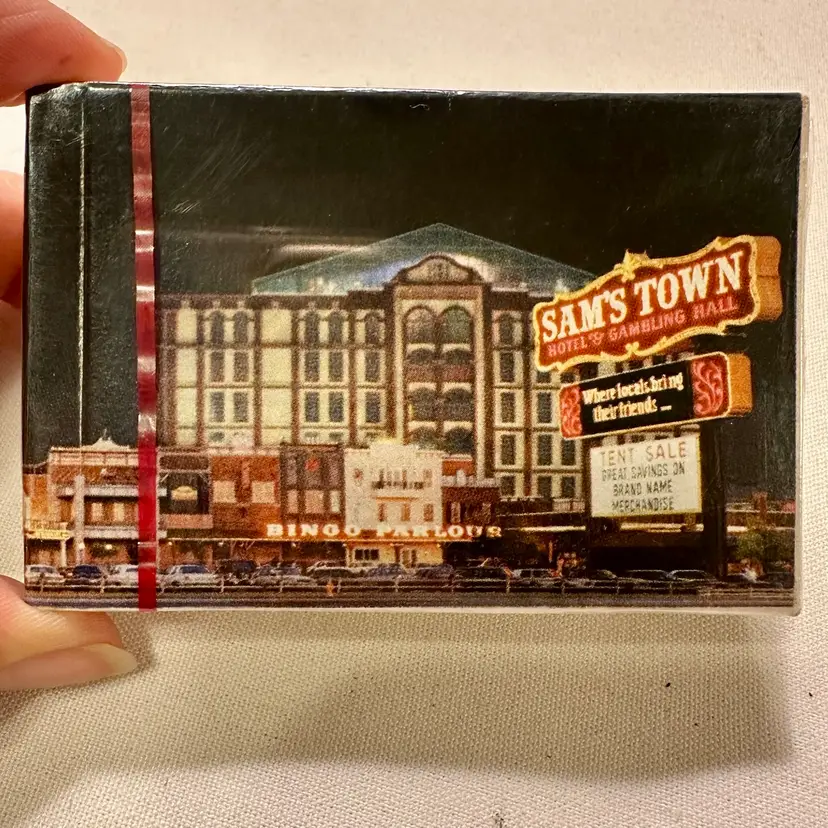 SAM'S TOWN
HOTEL & GAMBLING HALL
Where locals bring
their friends ...
TENT SALE
GREAT SAVINGS ON
BRAND NAME
MERCHANDISE
BINGO PARLOUR